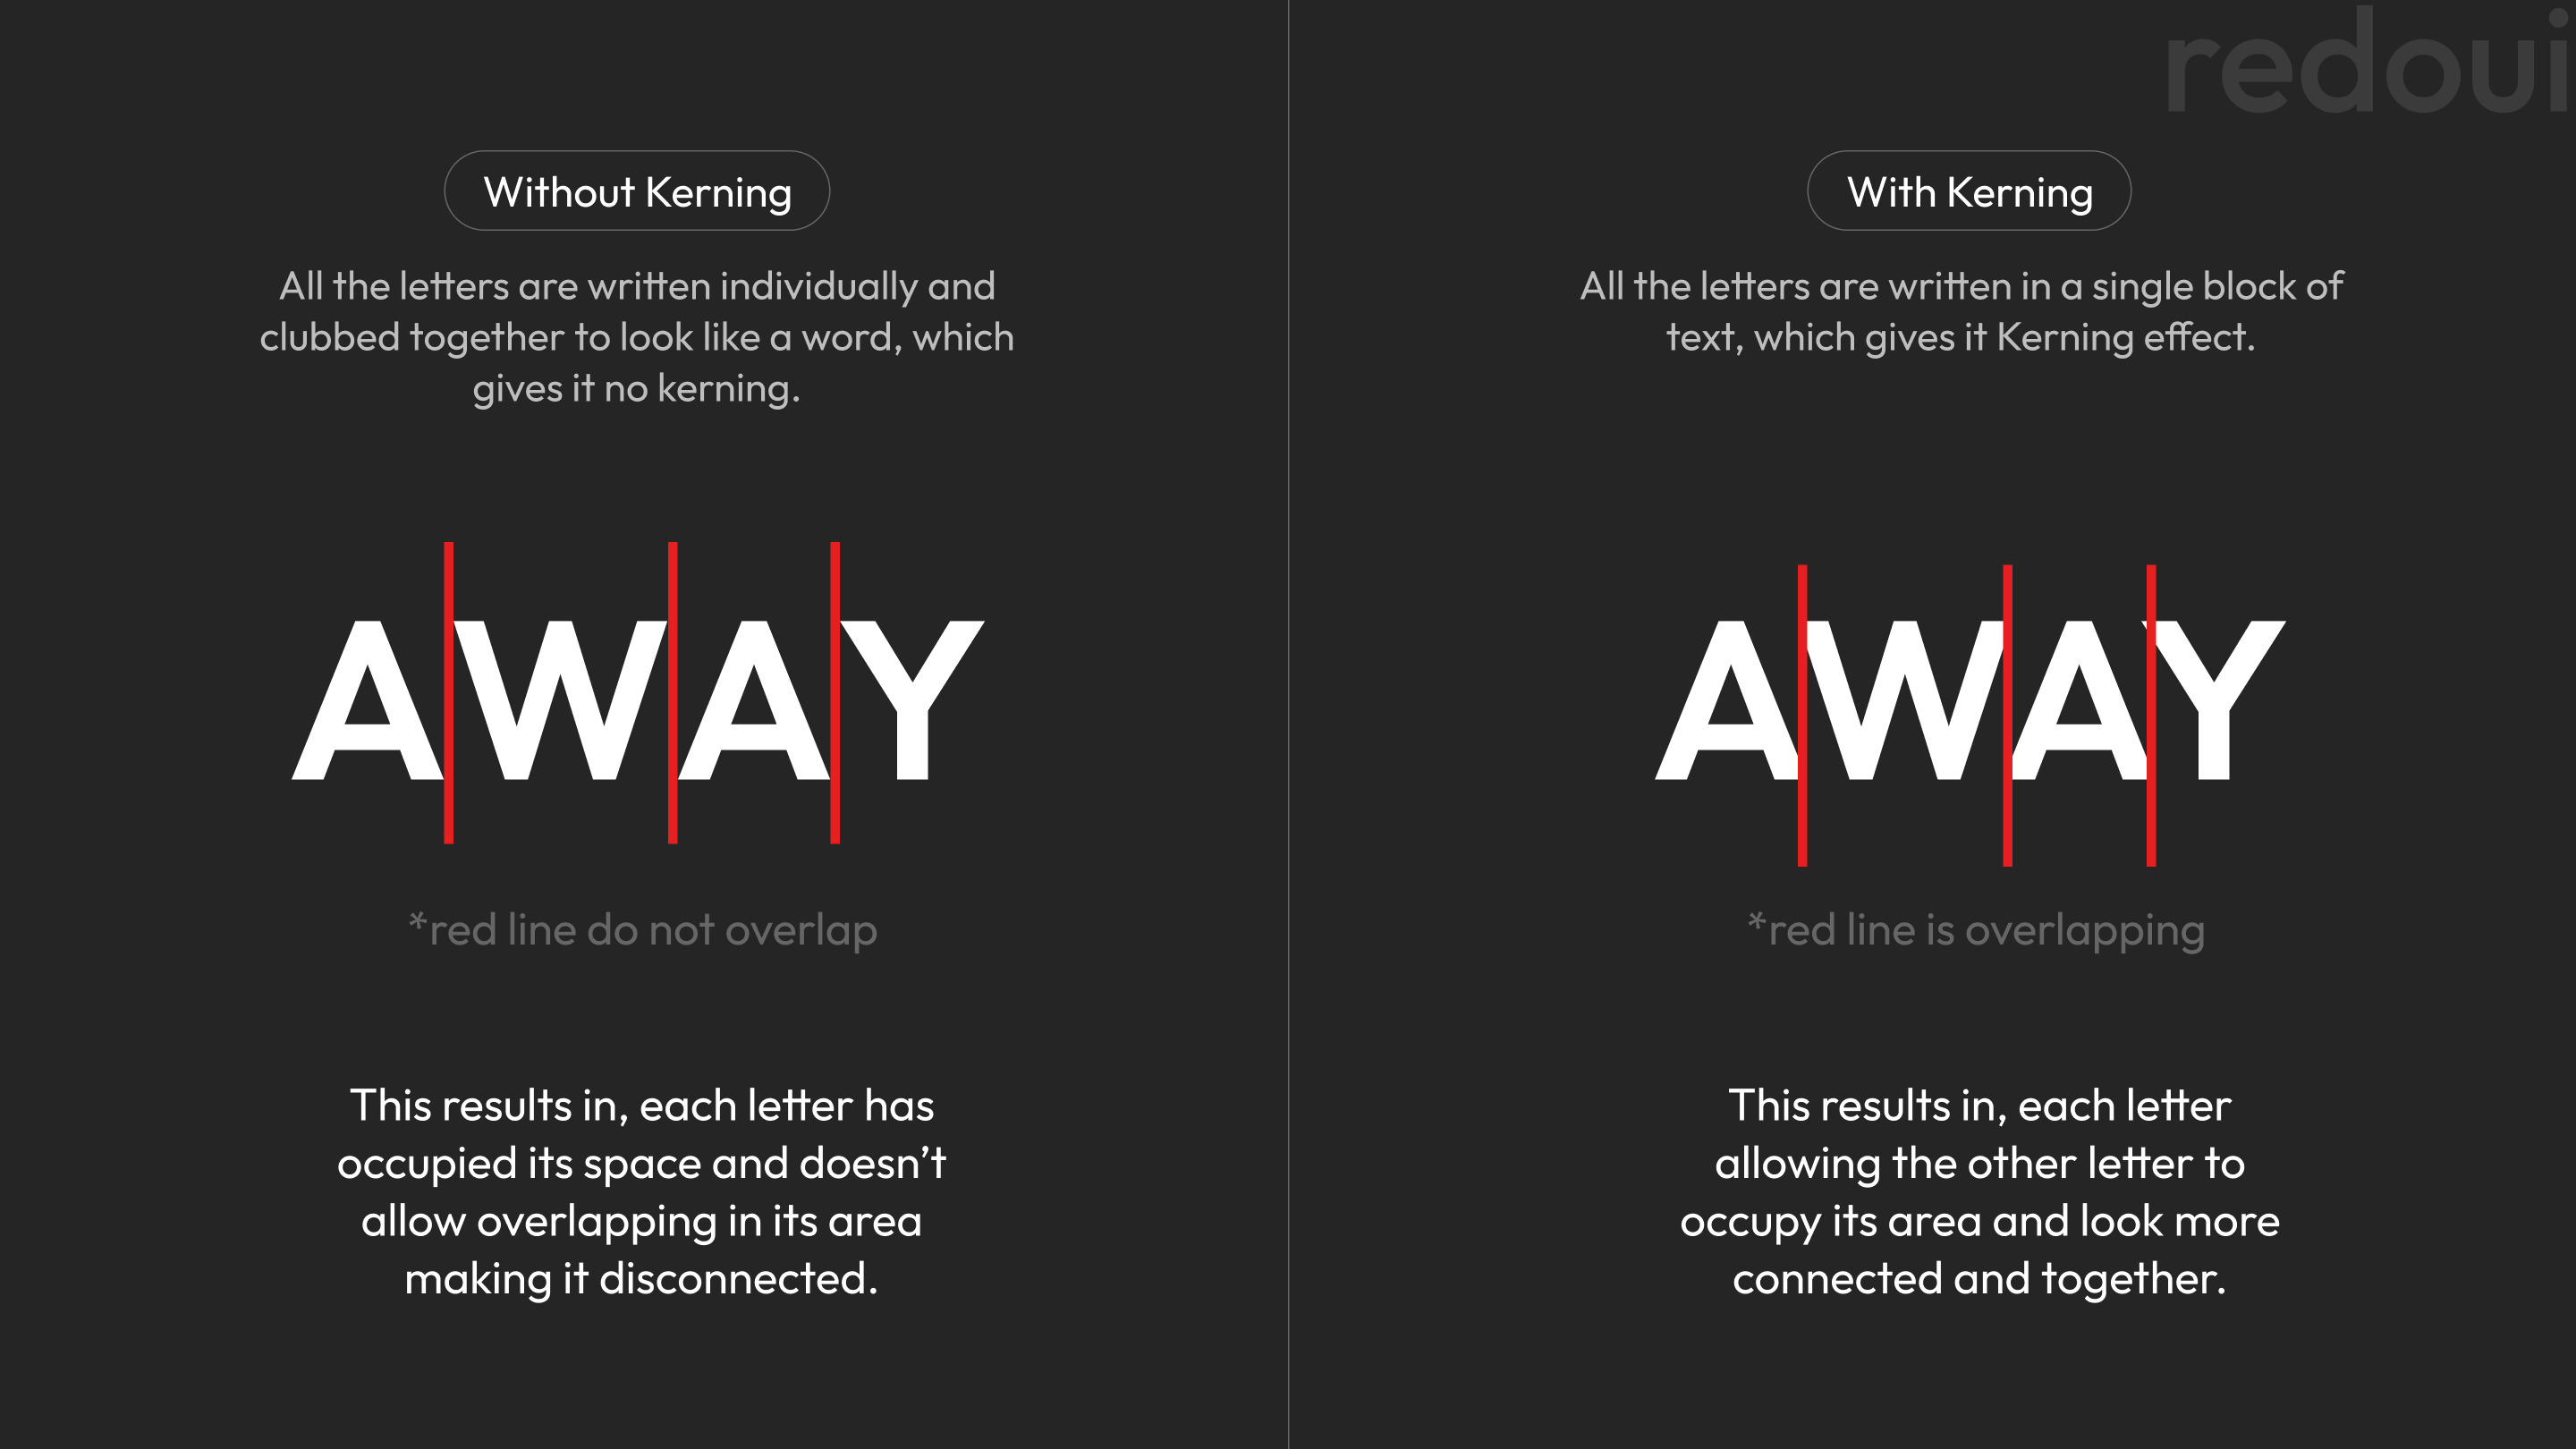 redoui
Without Kerning
All the letters are written individually and
clubbed together to look like a word, which
gives it no kerning.
AWAY
*red line do not overlap
This results in, each letter has
occupied its space and doesn’t
allow overlapping in its area
making it disconnected.
With Kerning
All the letters are written in a single block of
text, which gives it Kerning effect.
AWAY
*red line is overlapping
This results in, each letter
allowing the other letter to
occupy its area and look more
connected and together.